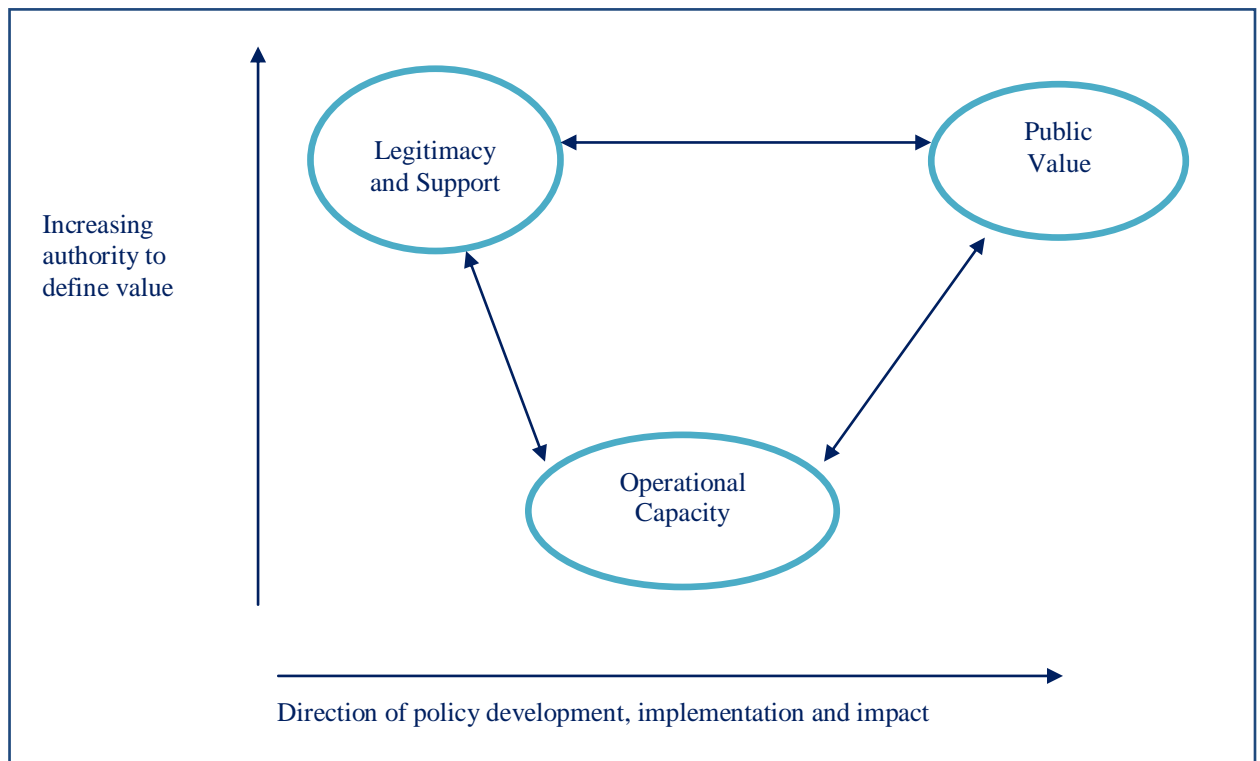 Legitimacy
and Support
Public
Value
Increasing
authority to
define value
Operational
Capacity
Direction of policy development, implementation and impact